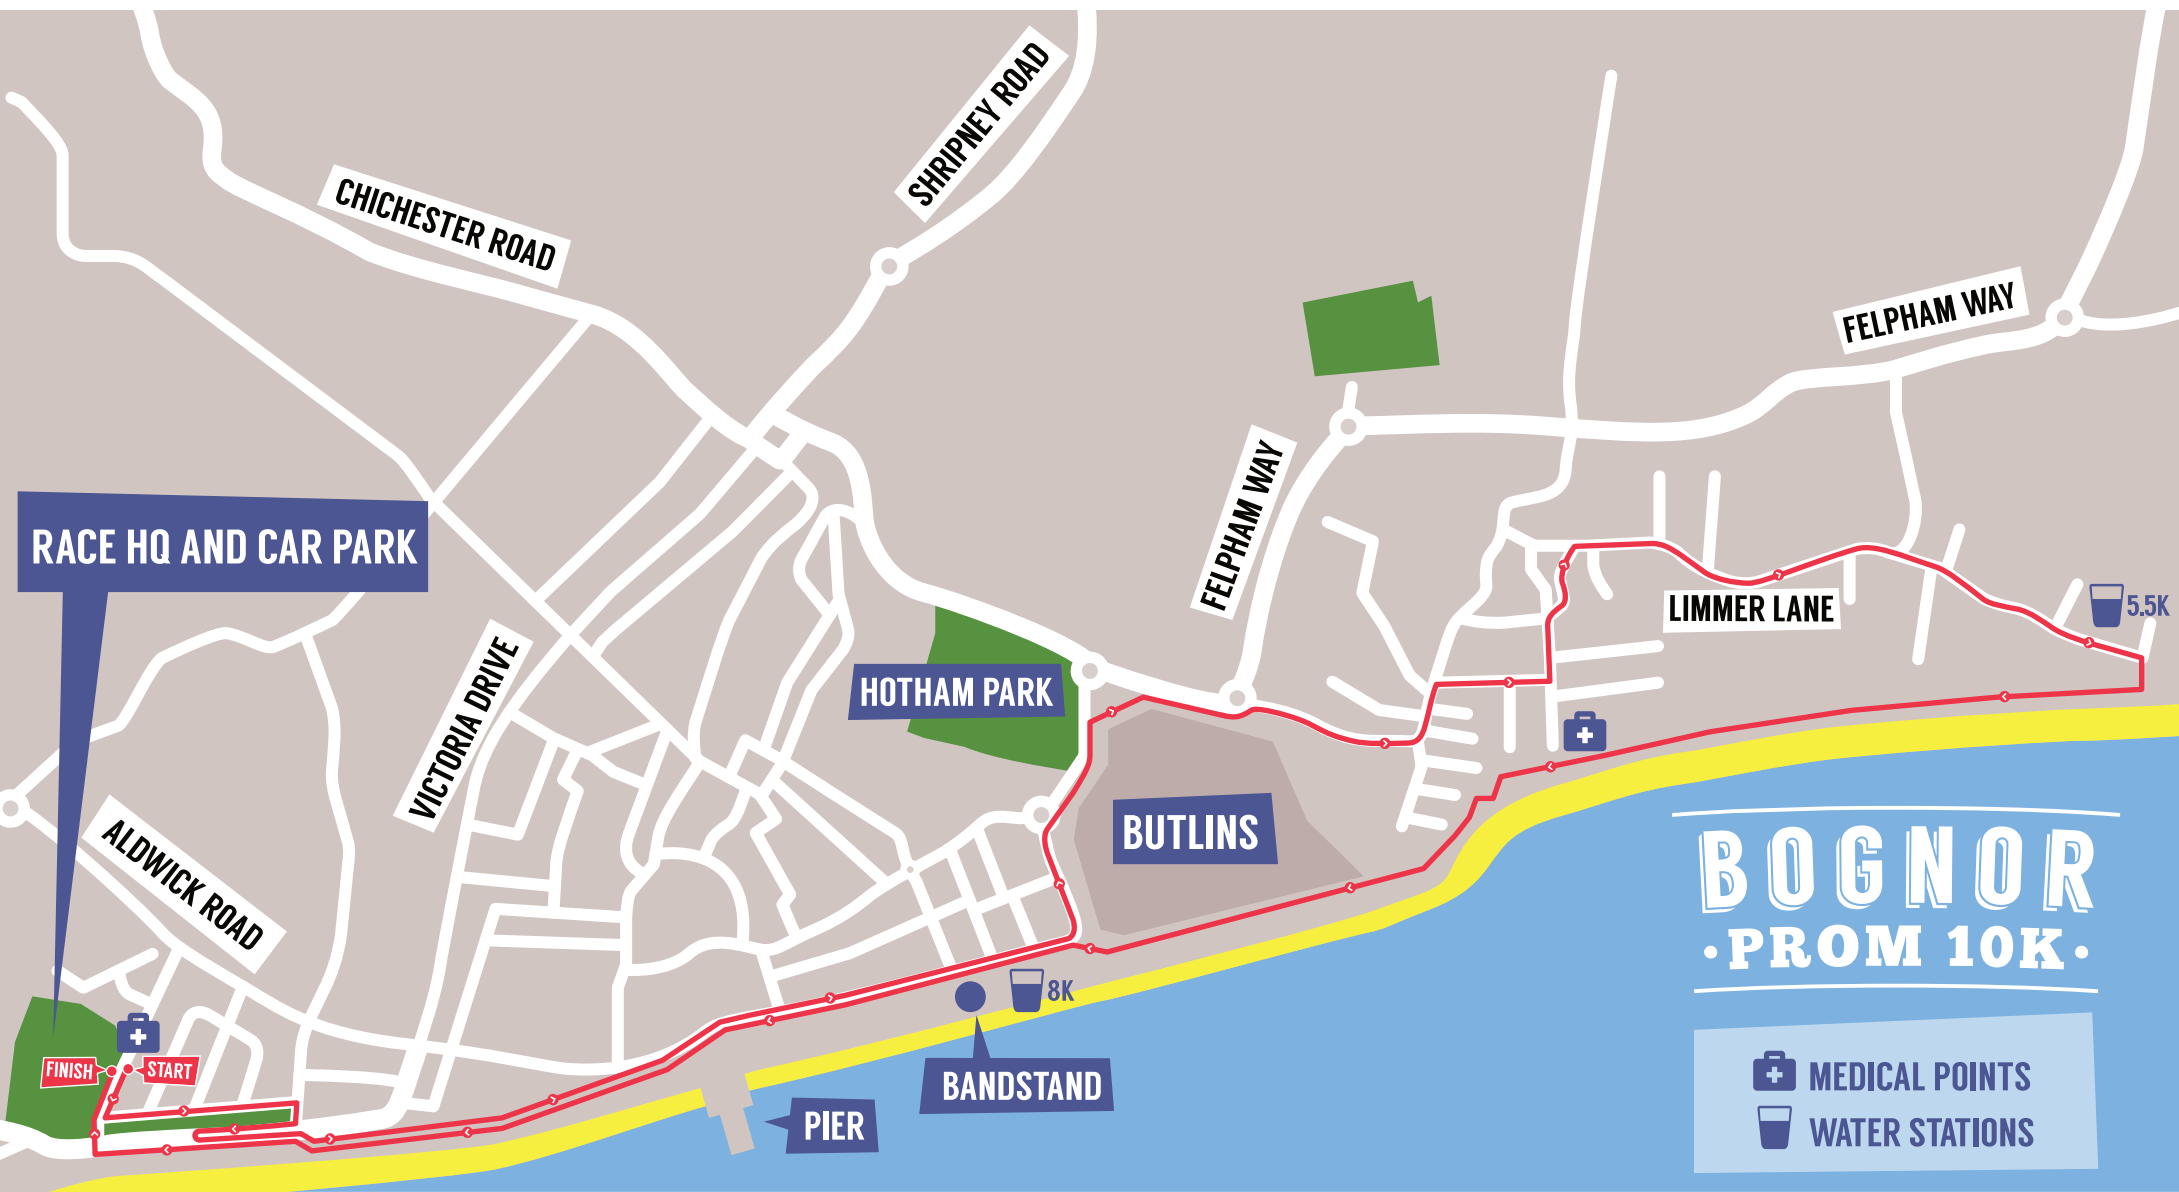 SHRIPNEY ROAD
CHICHESTER ROAD
FELPHAM WAY
FELPHAM WAY
RACE HQ AND CAR PARK
LIMMER LANE
5.5K
VICTORIA DRIVE
HOTHAM PARK
BUTLINS
ALDWICK ROAD
BOGNOR
• PROM 10K •
8K
FINISH
START
BANDSTAND
PIER
MEDICAL POINTS
WATER STATIONS